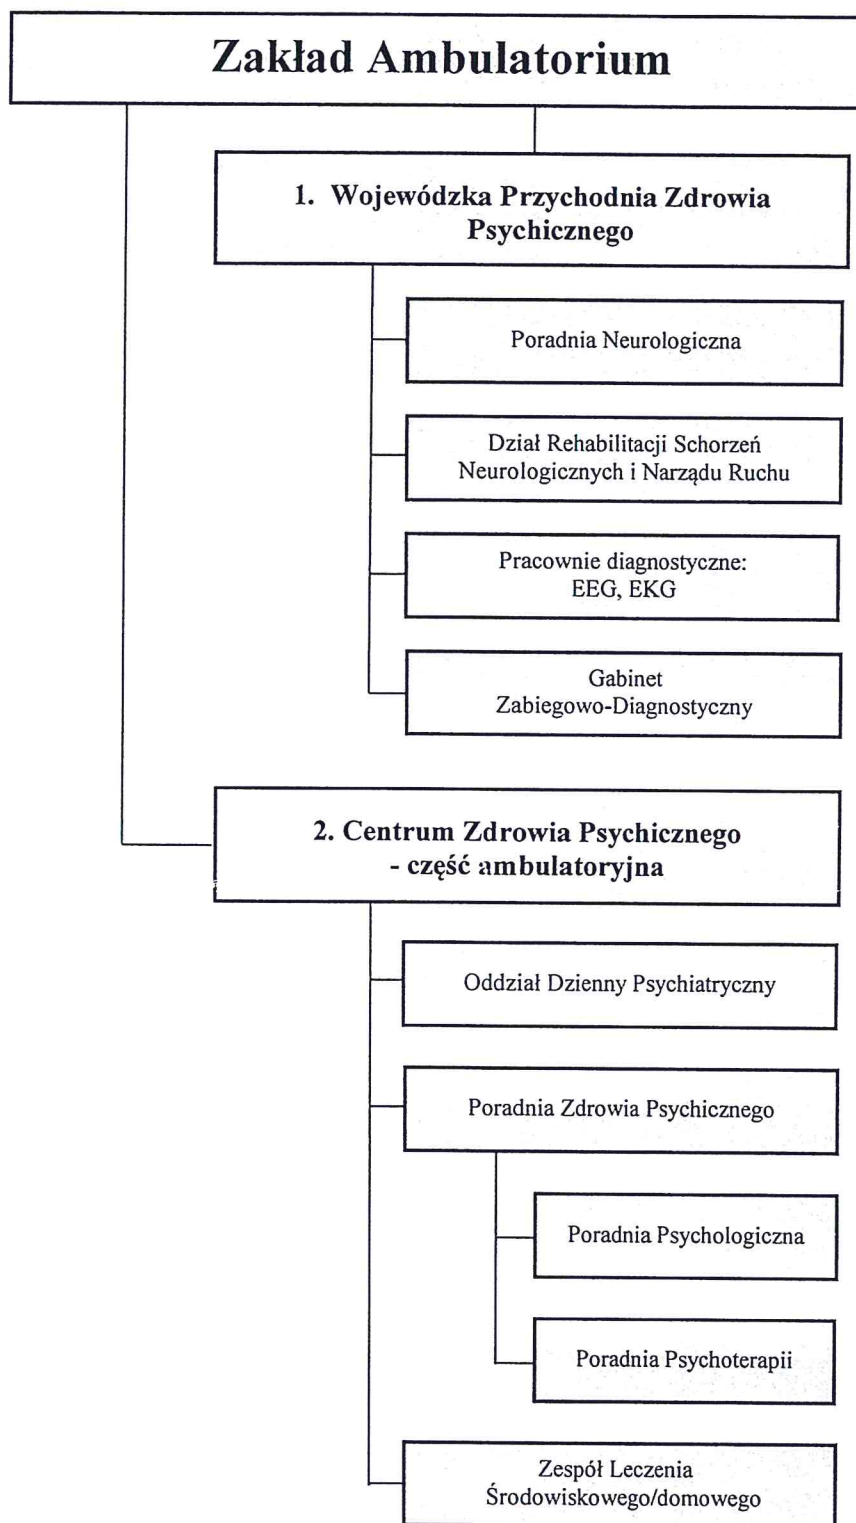 Zakład Ambulatorium
1. Wojewódzka Przychodnia Zdrowia
Psychicznego
Poradnia Neurologiczna
Dział Rehabilitacji Schorzeń
Neurologicznych i Narządu Ruchu
Pracownie diagnostyczne:
EEG, EKG
Gabinet
Zabiegowo-Diagnostyczny
2. Centrum Zdrowia Psychicznego
- część ambulatoryjna
Oddział Dzienny Psychiatryczny
Poradnia Zdrowia Psychicznego
Poradnia Psychologiczna
Poradnia Psychoterapii
Zespół Leczenia
Środowiskowego/domowego